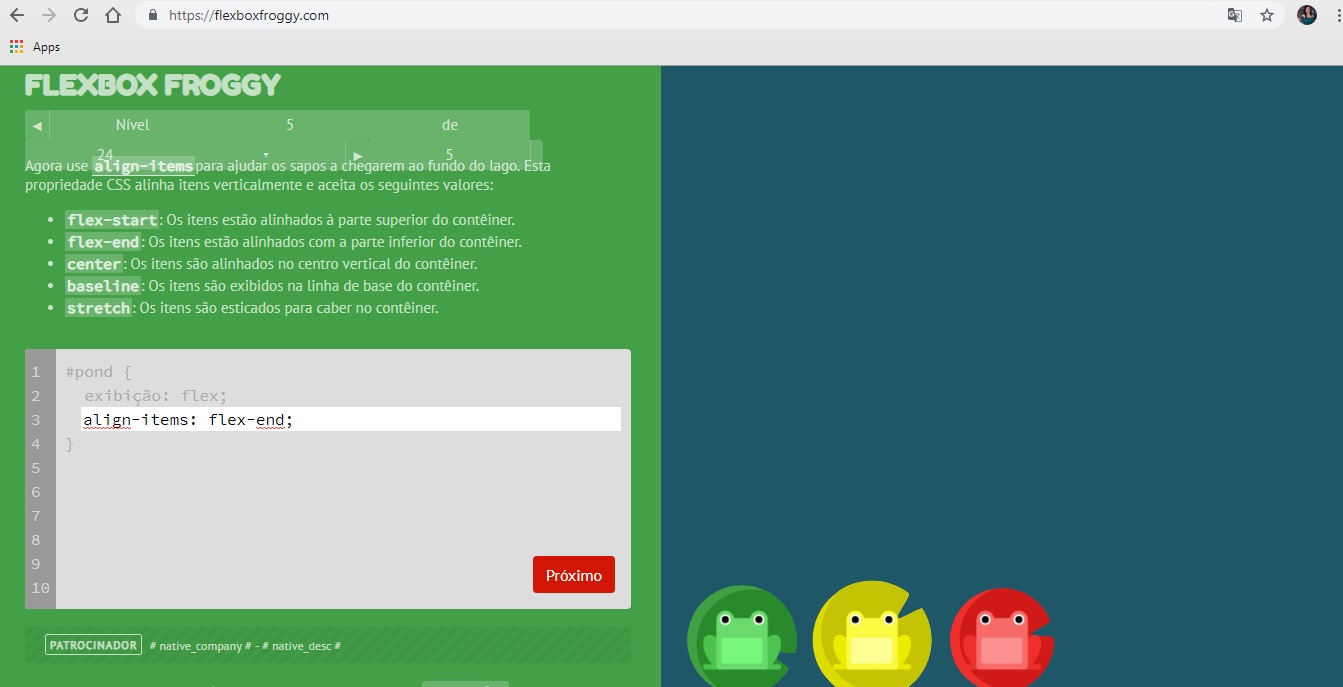 https://flexboxfroggy.com
Apps
FLEXBOX FROGGY
◀ Nível 5 de
24 ▾ ▶ 5
Agora use align-items para ajudar os sapos a chegarem ao fundo do lago. Esta
propriedade CSS alinha itens verticalmente e aceita os seguintes valores:
• flex-start: Os itens estão alinhados à parte superior do contêiner.
• flex-end: Os itens estão alinhados com a parte inferior do contêiner.
• center: Os itens são alinhados no centro vertical do contêiner.
• baseline: Os itens são exibidos na linha de base do contêiner.
• stretch: Os itens são esticados para caber no contêiner.
1 #pond {
2 exibição: flex;
3 align-items: flex-end;
4 }
5
6
7
8
9
10
Próximo
PATROCINADOR # native_company # - # native_desc #